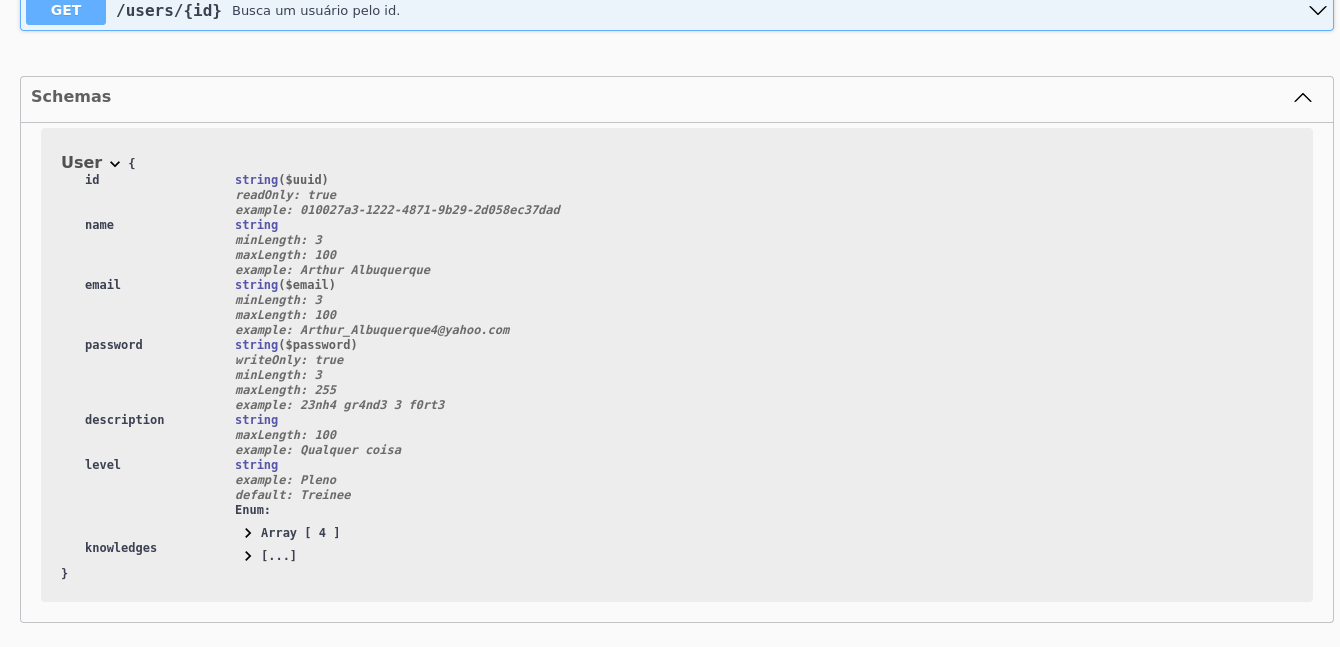 GET /users/{id} Busca um usuário pelo id.
Schemas
User {
id string($uuid)
readOnly: true
example: 010027a3-1222-4871-9b29-2d058ec37dad
name string
minLength: 3
maxLength: 100
example: Arthur Albuquerque
email string($email)
minLength: 3
maxLength: 100
example: Arthur_Albuquerque4@yahoo.com
password string($password)
writeOnly: true
minLength: 3
maxLength: 255
example: 23nh4 gr4nd3 3 f0rt3
description string
maxLength: 100
example: Qualquer coisa
level string
example: Pleno
default: Treinee
Enum:
Array [ 4 ]
knowledges [...]
}